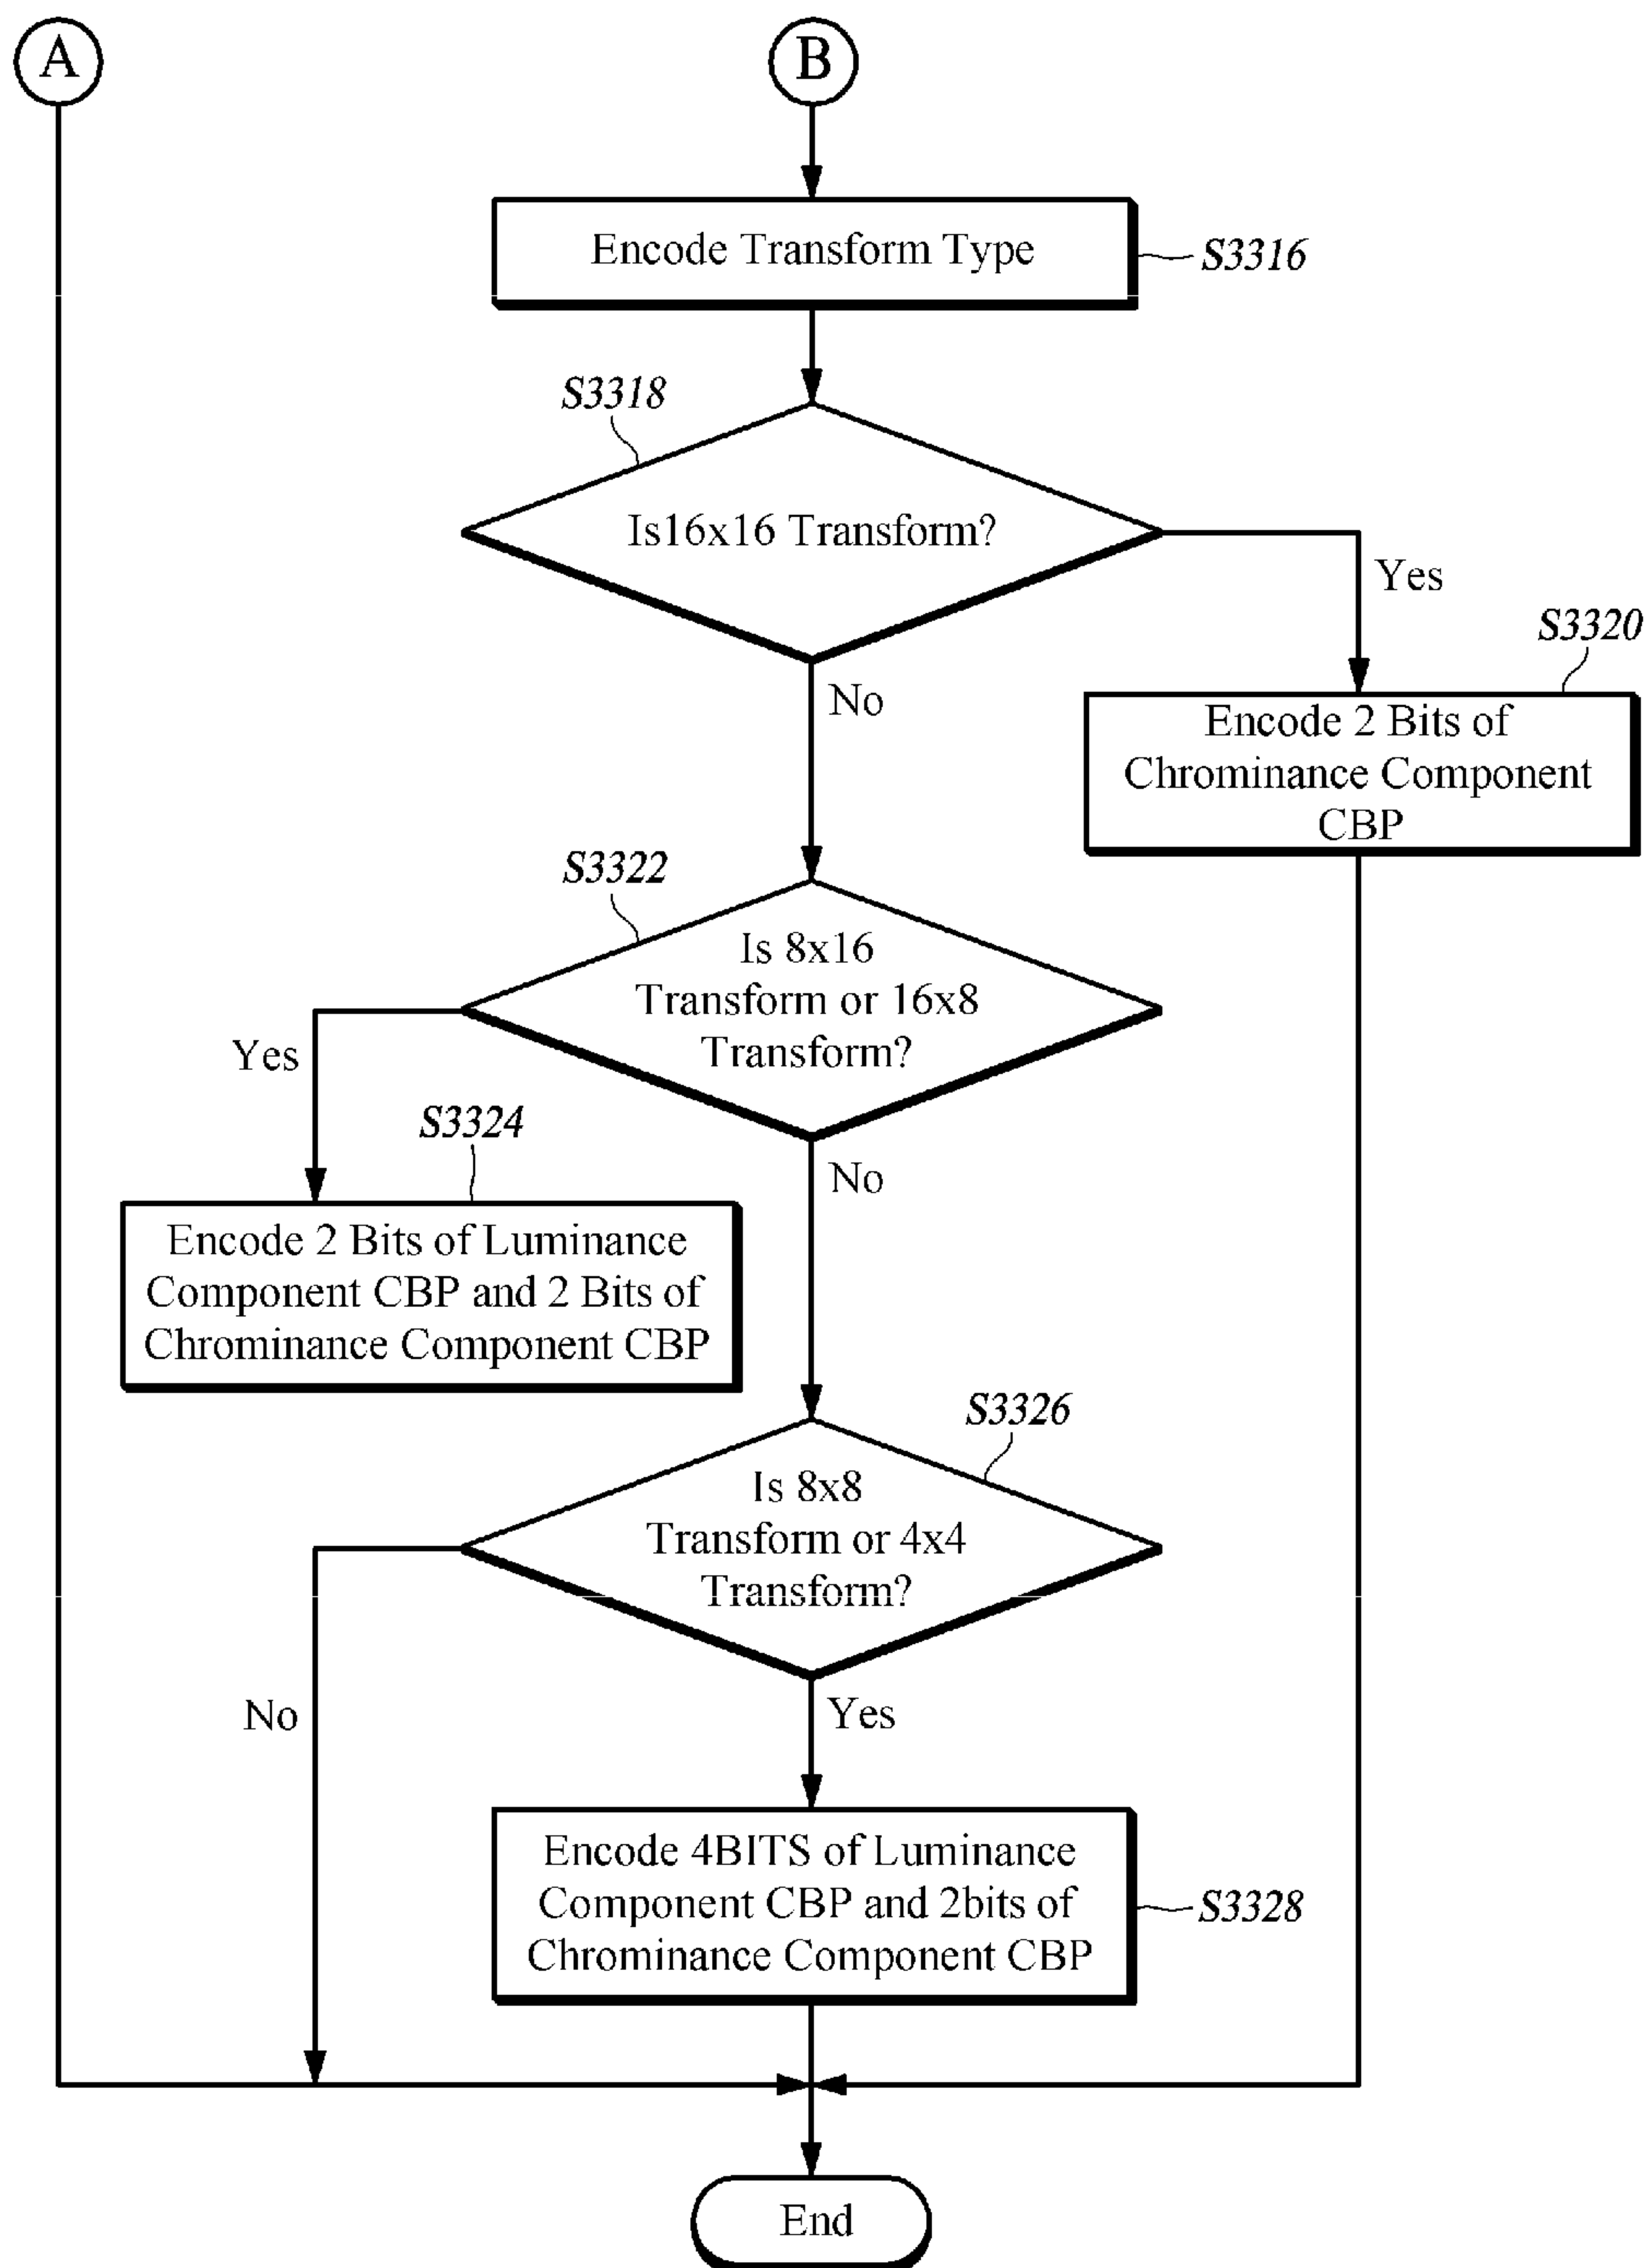 A
B
Encode Transform Type
S3316
S3318
Is16x16 Transform?
Yes
S3320
No
Encode 2 Bits of
Chrominance Component
CBP
S3322
Is 8x16
Transform or 16x8
Transform?
Yes
S3324
No
Encode 2 Bits of Luminance
Component CBP and 2 Bits of
Chrominance Component CBP
S3326
Is 8x8
Transform or 4x4
Transform?
No
Yes
Encode 4BITS of Luminance
Component CBP and 2bits of
Chrominance Component CBP
S3328
End